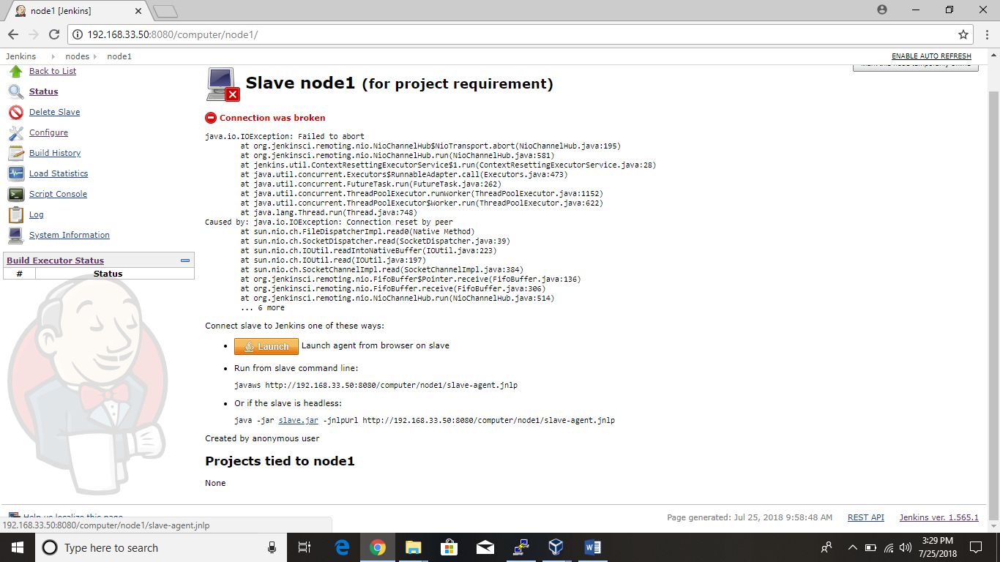 node1 [Jenkins]
192.168.33.50:8080/computer/node1/
Jenkins nodes node1
ENABLE AUTO REFRESH
Back to List
Status
Delete Slave
Configure
Build History
Load Statistics
Script Console
Log
System Information
Build Executor Status
# Status
Slave node1 (for project requirement)
Connection was broken
java.io.IOException: Failed to abort
at org.jenkinsci.remoting.nio.NioChannelHub$NioTransport.abort(NioChannelHub.java:195)
at org.jenkinsci.remoting.nio.NioChannelHub.run(NioChannelHub.java:581)
at jenkins.util.ContextResettingExecutorService$1.run(ContextResettingExecutorService.java:28)
at java.util.concurrent.Executors$RunnableAdapter.call(Executors.java:473)
at java.util.concurrent.FutureTask.run(FutureTask.java:262)
at java.util.concurrent.ThreadPoolExecutor.runWorker(ThreadPoolExecutor.java:1152)
at java.util.concurrent.ThreadPoolExecutor$Worker.run(ThreadPoolExecutor.java:622)
at java.lang.Thread.run(Thread.java:748)
Caused by: java.io.IOException: Connection reset by peer
at sun.nio.ch.FileDispatcherImpl.read0(Native Method)
at sun.nio.ch.SocketDispatcher.read(SocketDispatcher.java:39)
at sun.nio.ch.IOUtil.readIntoNativeBuffer(IOUtil.java:223)
at sun.nio.ch.IOUtil.read(IOUtil.java:197)
at sun.nio.ch.SocketChannelImpl.read(SocketChannelImpl.java:384)
at org.jenkinsci.remoting.nio.FifoBuffer$Pointer.receive(FifoBuffer.java:136)
at org.jenkinsci.remoting.nio.FifoBuffer.receive(FifoBuffer.java:306)
at org.jenkinsci.remoting.nio.NioChannelHub.run(NioChannelHub.java:514)
... 6 more
Connect slave to Jenkins one of these ways:
Launch Launch agent from browser on slave
Run from slave command line:
javaws http://192.168.33.50:8080/computer/node1/slave-agent.jnlp
Or if the slave is headless:
java -jar slave.jar -jnlpUrl http://192.168.33.50:8080/computer/node1/slave-agent.jnlp
Created by anonymous user
Projects tied to node1
None
Help us localize this page
Page generated: Jul 25, 2018 9:58:48 AM REST API Jenkins ver. 1.565.1
192.168.33.50:8080/computer/node1/slave-agent.jnlp
Type here to search
3:29 PM
7/25/2018